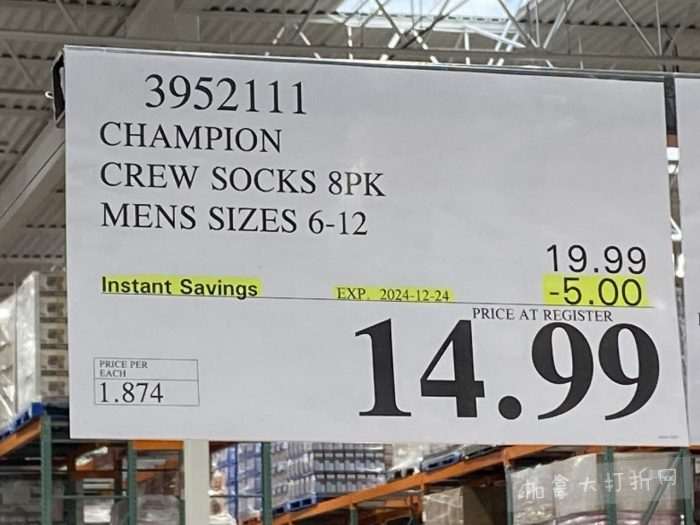 3952111
CHAMPION
CREW SOCKS 8PK
MENS SIZES 6-12
19.99
Instant Savings EXP. 2024-12-24 -5.00
PRICE AT REGISTER
14.99
PRICE PER
EACH
1.874
加拿大打折网